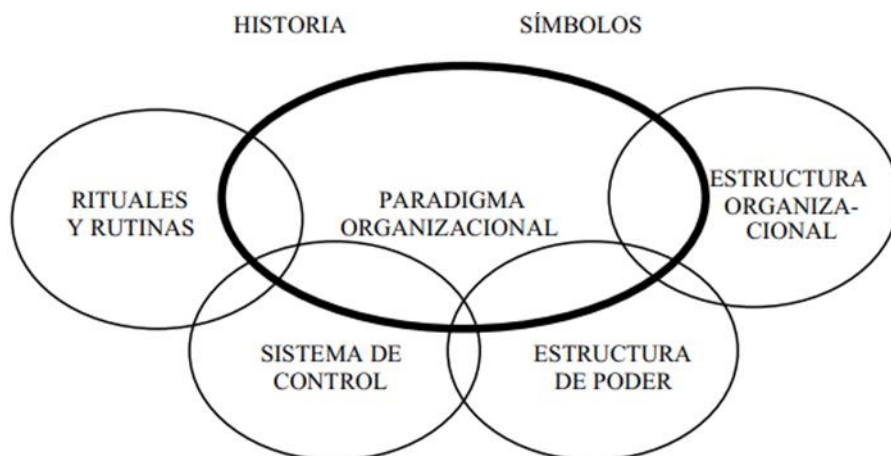 HISTORIA
SÍMBOLOS
RITUALES
Y RUTINAS
PARADIGMA
ORGANIZACIONAL
ESTRUCTURA
ORGANIZA-
CIONAL
SISTEMA DE
CONTROL
ESTRUCTURA
DE PODER